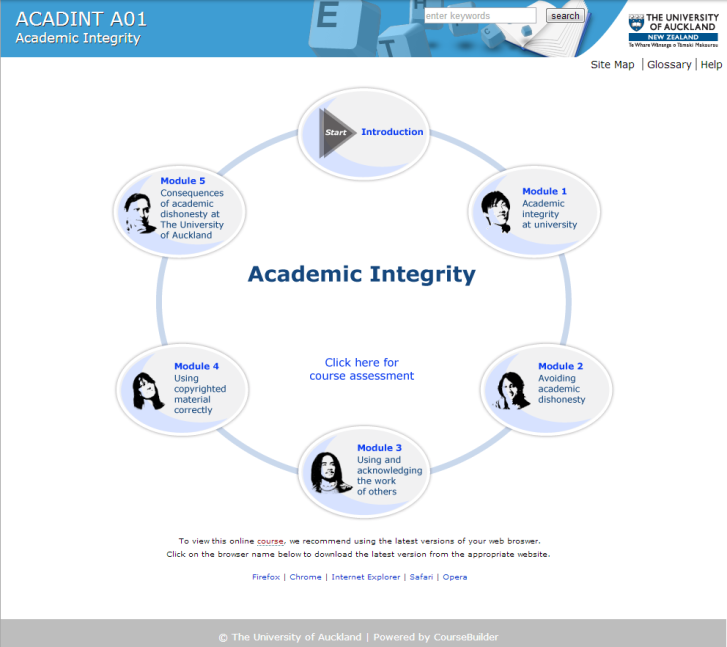 ACADINT A01
Academic Integrity
E
T
H
enter keywords
search
THE UNIVERSITY
OF AUCKLAND
NEW ZEALAND
Te Whare Wānanga o Tāmaki Makaurau
Site Map | Glossary | Help
Start Introduction
Module 1
Academic
integrity
at university
Module 2
Avoiding
academic
dishonesty
Module 3
Using and
acknowledging
the work
of others
Module 4
Using
copyrighted
material
correctly
Module 5
Consequences
of academic
dishonesty at
The University
of Auckland
Academic Integrity
Click here for
course assessment
To view this online course, we recommend using the latest versions of your web broswer.
Click on the browser name below to download the latest version from the appropriate website.
Firefox | Chrome | Internet Explorer | Safari | Opera
© The University of Auckland | Powered by CourseBuilder